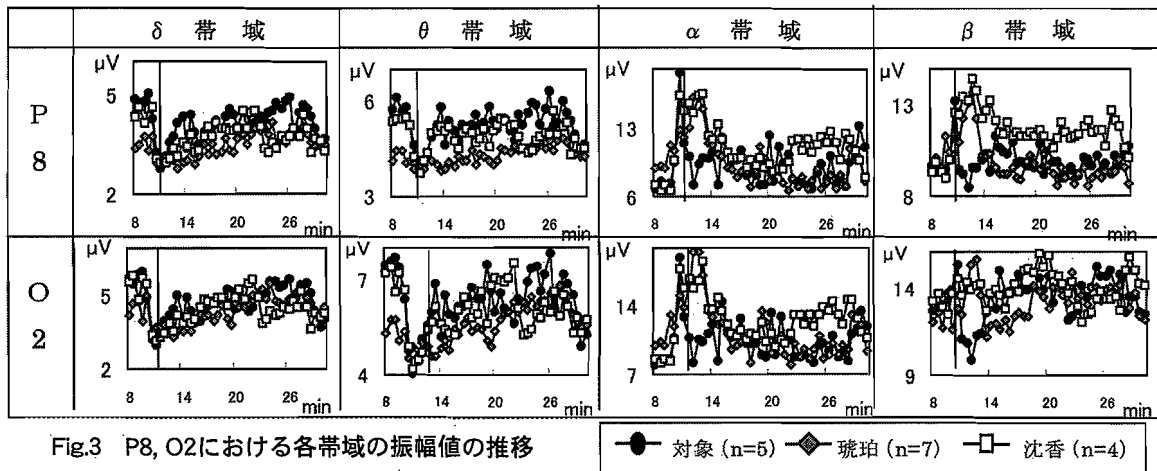 δ 帯 域 θ 帯 域 α 帯 域 β 帯 域
P
8
μV
5
2
8 14 20 26 min
μV
6
3
8 14 20 26 min
μV
13
6
8 14 20 26 min
μV
13
8
8 14 20 26 min
O
2
μV
5
2
8 14 20 26 min
μV
7
4
8 14 20 26 min
μV
14
7
8 14 20 26 min
μV
14
9
8 14 20 26 min
Fig.3 P8, O2における各帯域の振幅値の推移
対象 (n=5) 琥珀 (n=7) 沈香 (n=4)